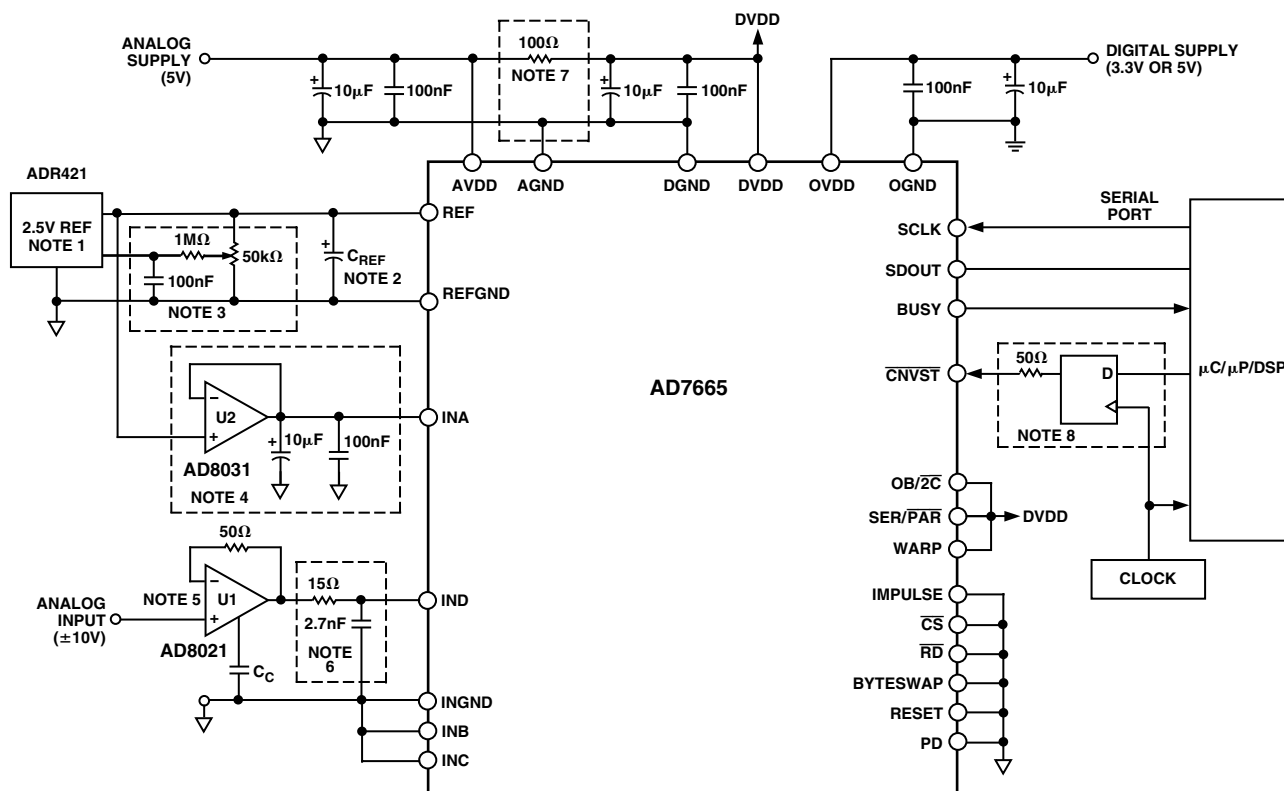 DVDD
ANALOG
SUPPLY
(5V)
100Ω
NOTE 7
DIGITAL SUPPLY
(3.3V OR 5V)
+
10μF
100nF
+
10μF
100nF
100nF
+
10μF
AVDD
AGND
DGND
DVDD
OVDD
OGND
ADR421
2.5V REF
NOTE 1
REF
1MΩ
50kΩ
100nF
NOTE 3
+
CREF
NOTE 2
REFGND
SERIAL
PORT
SCLK
SDOUT
BUSY
CNVST
50Ω
D
NOTE 8
μC/μP/DSP
AD7665
−
U2
+
AD8031
+
10μF
100nF
NOTE 4
INA
OB/2C
SER/PAR
WARP
DVDD
CLOCK
50Ω
ANALOG
INPUT
(±10V)
NOTE 5
−
U1
+
AD8021
CC
15Ω
2.7nF
NOTE
6
IND
INGND
INB
INC
IMPULSE
CS
RD
BYTESWAP
RESET
PD